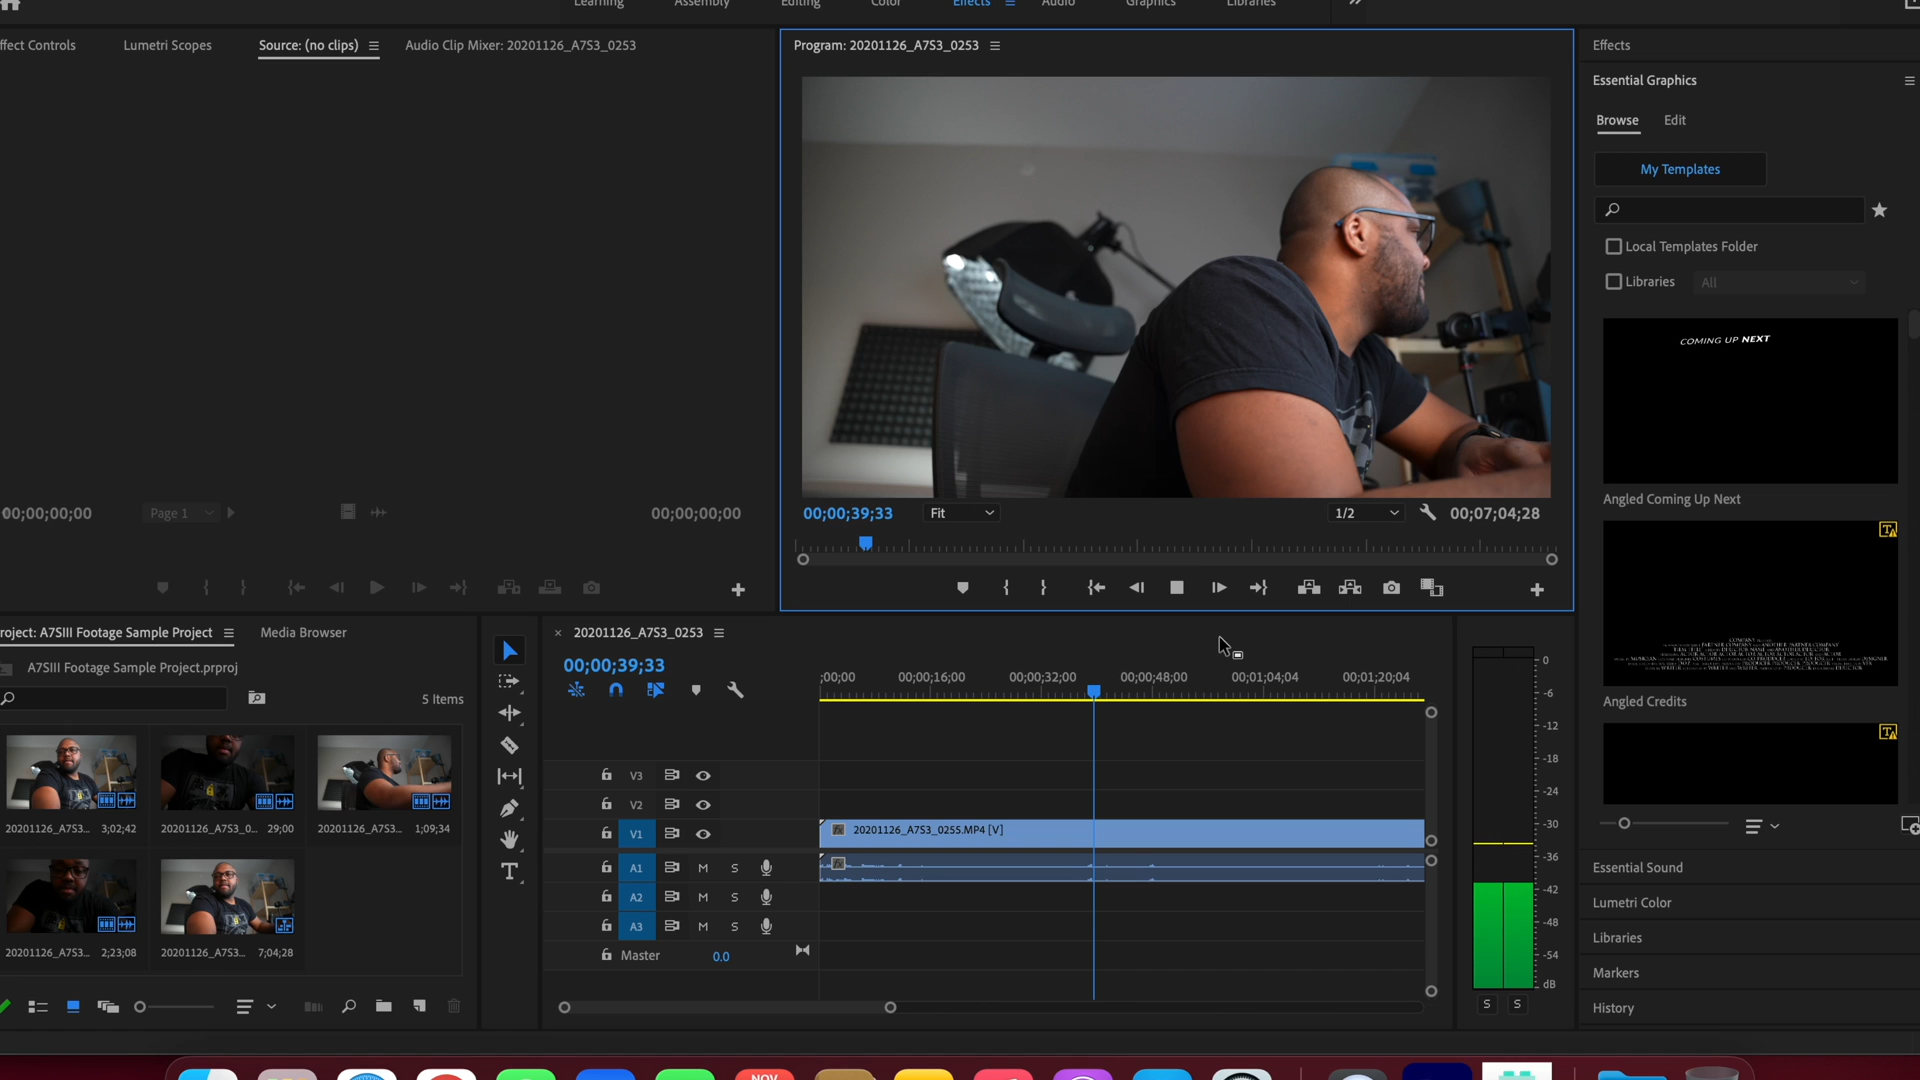 Learning Assembly Editing Color Effects Audio Graphics Libraries
ffect Controls Lumetri Scopes Source: (no clips) Audio Clip Mixer: 20201126_A7S3_0253
Program: 20201126_A7S3_0253
Effects
Essential Graphics
Browse Edit
My Templates
Local Templates Folder
Libraries All
COMING UP NEXT
Angled Coming Up Next
Angled Credits
00;00;00;00 Page 1 00;00;00;00
00;00;39;33 Fit 1/2 00;07;04;28
roject: A7SIII Footage Sample Project Media Browser
A7SIII Footage Sample Project.prproj
5 Items
20201126_A7S3... 3;02;42
20201126_A7S3_0... 29;00
20201126_A7S3... 1;09;34
20201126_A7S3... 2;23;08
20201126_A7S3... 7;04;28
× 20201126_A7S3_0253
00;00;39;33
;00;00 00;00;16;00 00;00;32;00 00;00;48;00 00;01;04;04 00;01;20;04
V3
V2
V1 20201126_A7S3_0255.MP4 [V]
fx
A1 M S
A2 M S
A3 M S
Master 0.0
0
-6
-12
-18
-24
-30
-36
-42
-48
-54
dB
S S
Essential Sound
Lumetri Color
Libraries
Markers
History
NOV